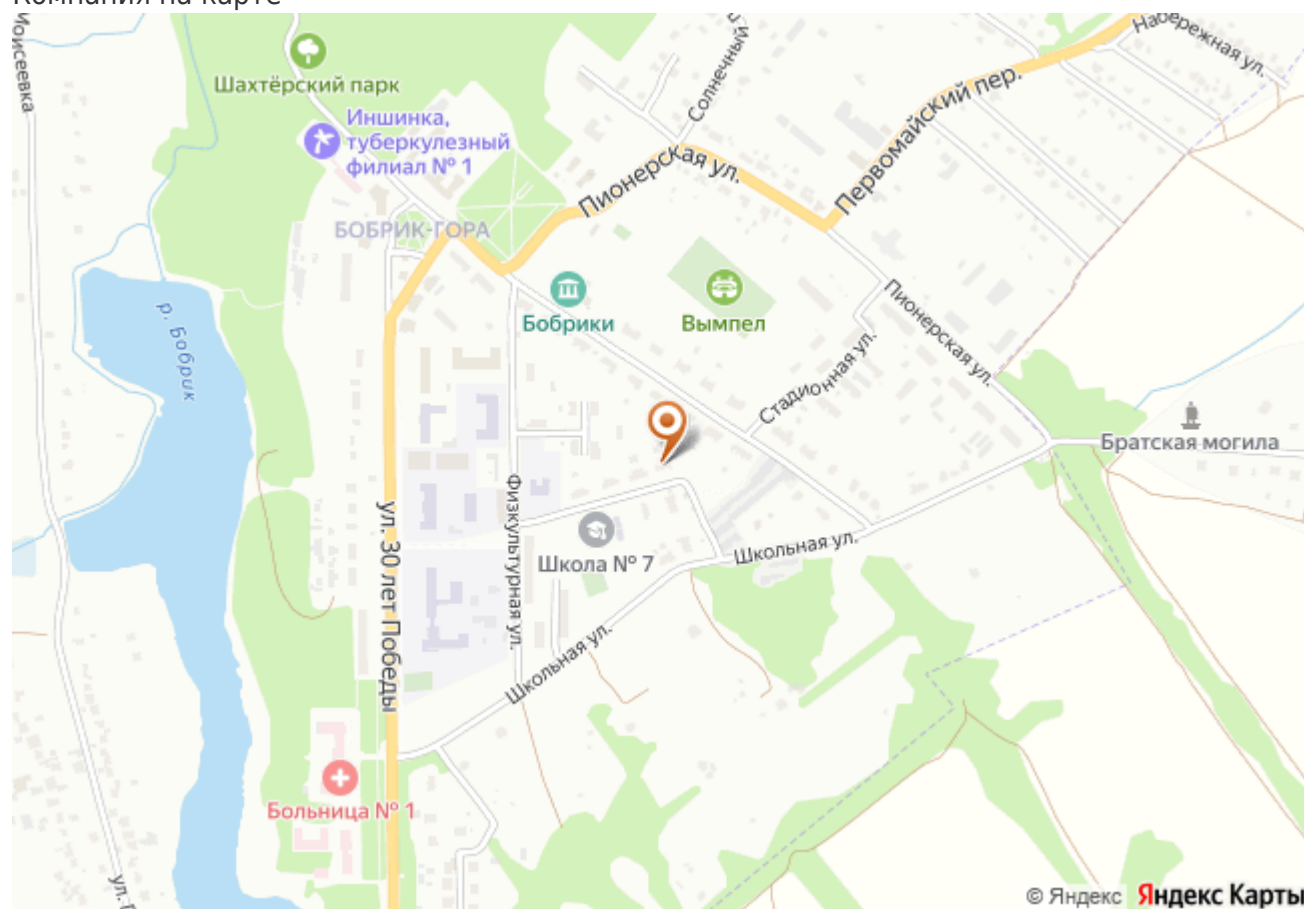 Компания на карте
Моисеевка
Шахтёрский парк
Иншинка,
туберкулезный
филиал № 1
БОБРИК-ГОРА
Солнечный
Набережная ул.
Первомайский пер.
Пионерская ул.
Бобрики
Вымпел
Пионерская ул.
Стадионная ул.
р. Бобрик
Братская могила
ул. 30 лет Победы
Физкультурная ул.
Школа № 7
Школьная ул.
Школьная ул.
Больница № 1
ул.
© Яндекс Яндекс Карты